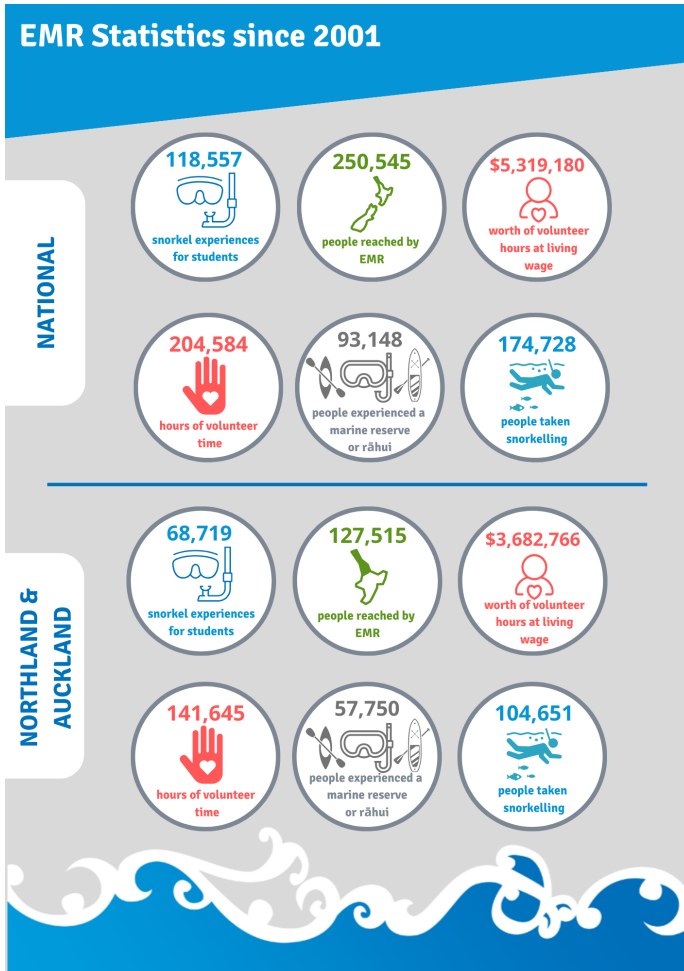 EMR Statistics since 2001
NATIONAL
118,557
snorkel experiences
for students
250,545
people reached by
EMR
$5,319,180
worth of volunteer
hours at living
wage
204,584
hours of volunteer
time
93,148
people experienced a
marine reserve
or rāhui
174,728
people taken
snorkelling
NORTHLAND &
AUCKLAND
68,719
snorkel experiences
for students
127,515
people reached by
EMR
$3,682,766
worth of volunteer
hours at living
wage
141,645
hours of volunteer
time
57,750
people experienced a
marine reserve
or rāhui
104,651
people taken
snorkelling